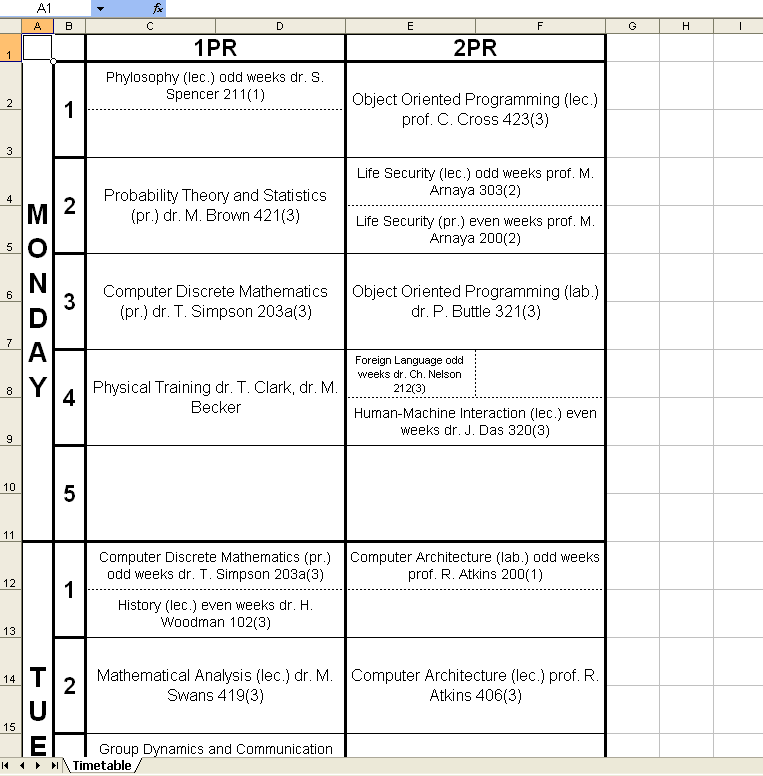 A1 fx
A B C D E F G H I
1 1PR 2PR
2
3
4
5
6
7
8
9
10
11
12
13
14
15
MONDAY
1
Phylosophy (lec.) odd weeks dr. S.
Spencer 211(1)
Object Oriented Programming (lec.)
prof. C. Cross 423(3)
2
Probability Theory and Statistics
(pr.) dr. M. Brown 421(3)
Life Security (lec.) odd weeks prof. M.
Arnaya 303(2)
Life Security (pr.) even weeks prof. M.
Arnaya 200(2)
3
Computer Discrete Mathematics
(pr.) dr. T. Simpson 203a(3)
Object Oriented Programming (lab.)
dr. P. Buttle 321(3)
4
Physical Training dr. T. Clark, dr. M.
Becker
Foreign Language odd
weeks dr. Ch. Nelson
212(3)
Human-Machine Interaction (lec.) even
weeks dr. J. Das 320(3)
5
TUE
1
Computer Discrete Mathematics (pr.)
odd weeks dr. T. Simpson 203a(3)
History (lec.) even weeks dr. H.
Woodman 102(3)
Computer Architecture (lab.) odd weeks
prof. R. Atkins 200(1)
2
Mathematical Analysis (lec.) dr. M.
Swans 419(3)
Computer Architecture (lec.) prof. R.
Atkins 406(3)
Group Dynamics and Communication
Timetable